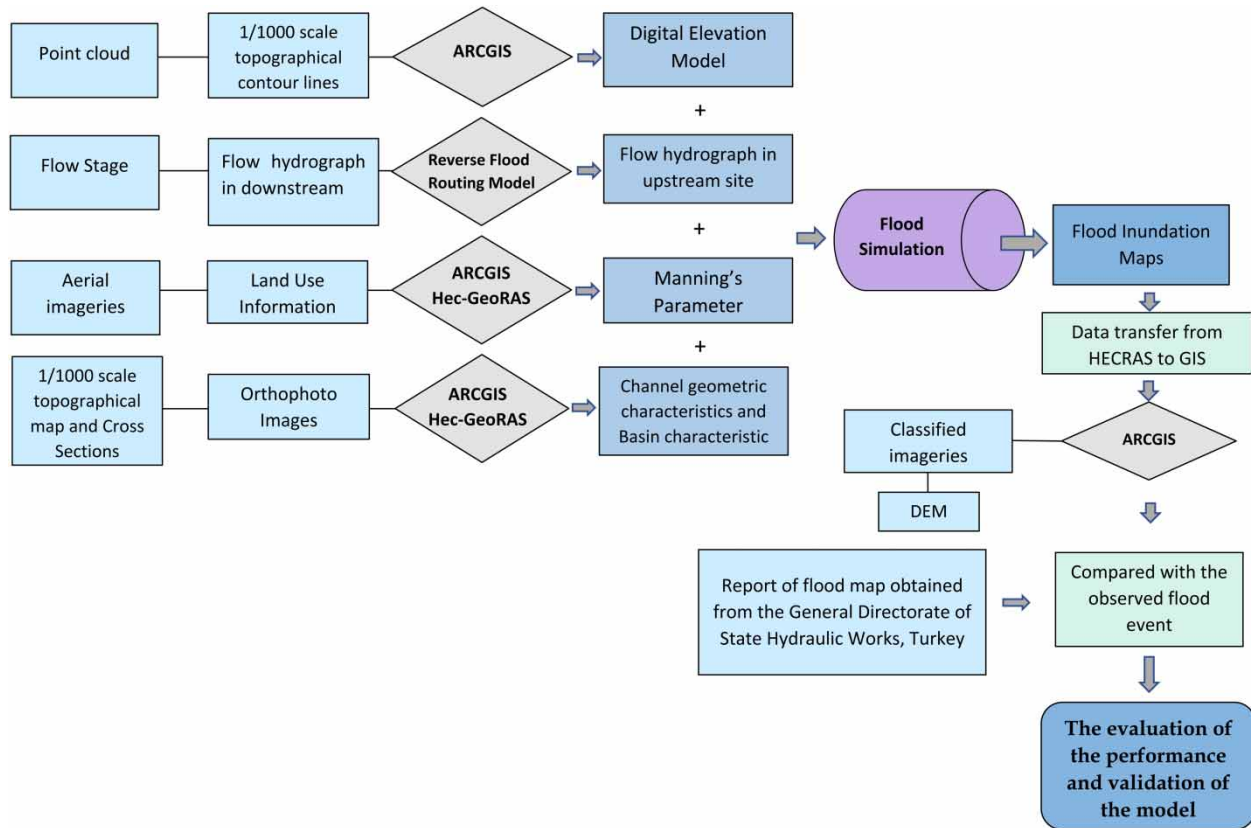 Point cloud
1/1000 scale
topographical
contour lines
ARCGIS
Digital Elevation
Model
+
Flow Stage
Flow hydrograph
in downstream
Reverse Flood
Routing Model
Flow hydrograph in
upstream site
+
Aerial
imageries
Land Use
Information
ARCGIS
Hec-GeoRAS
Manning's
Parameter
+
1/1000 scale
topographical
map and Cross
Sections
Orthophoto
Images
ARCGIS
Hec-GeoRAS
Channel geometric
characteristics and
Basin characteristic
Flood
Simulation
Flood Inundation
Maps
Data transfer from
HECRAS to GIS
ARCGIS
Classified
imageries
DEM
Report of flood map obtained
from the General Directorate of
State Hydraulic Works, Turkey
Compared with the
observed flood
event
The evaluation of
the performance
and validation of
the model